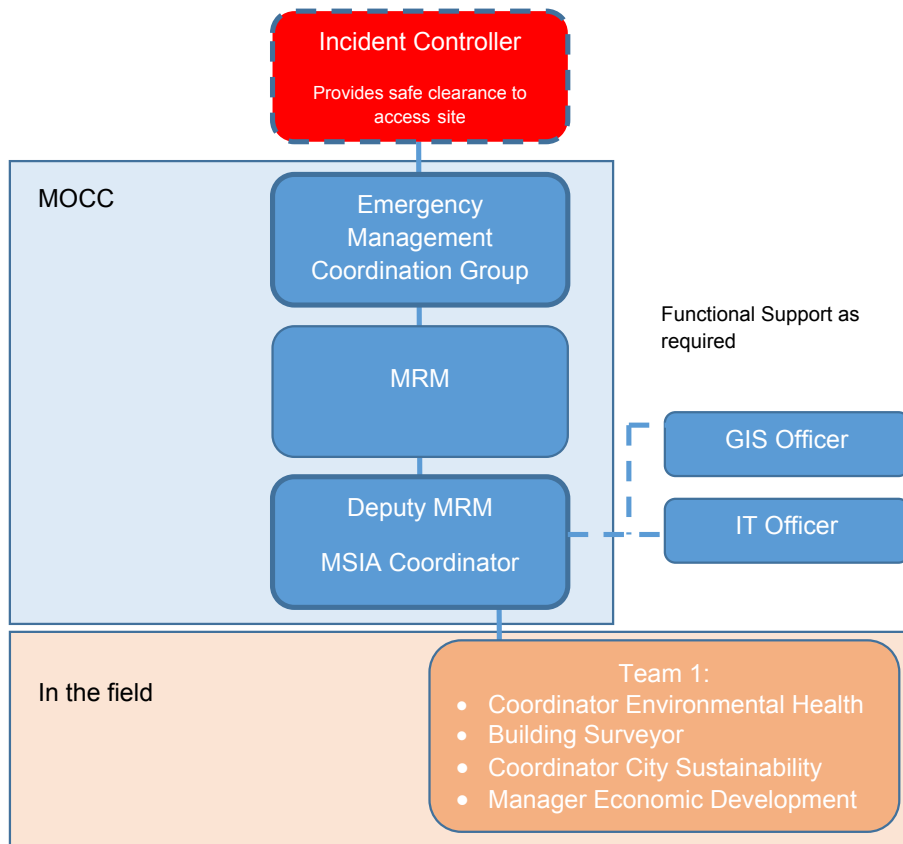 Incident Controller
Provides safe clearance to
access site
MOCC
Emergency
Management
Coordination Group
Functional Support as
required
MRM
GIS Officer
Deputy MRM
MSIA Coordinator
IT Officer
In the field
Team 1:
• Coordinator Environmental Health
• Building Surveyor
• Coordinator City Sustainability
• Manager Economic Development